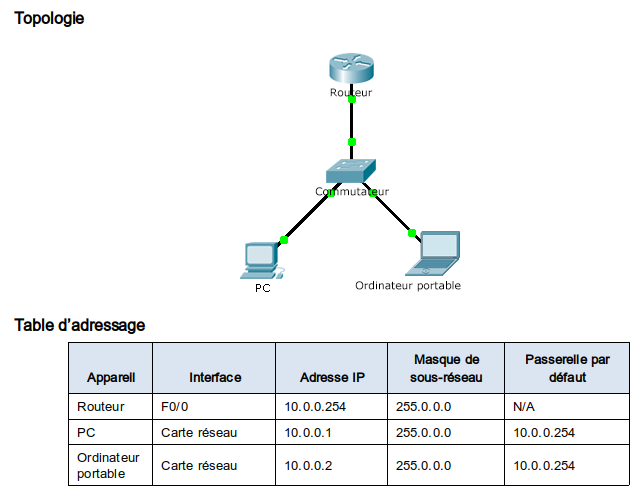 Topologie
Routeur
Commutateur
PC
Ordinateur portable
Table d'adressage
Appareil Interface Adresse IP Masque de sous-réseau Passerelle par défaut
Routeur F0/0 10.0.0.254 255.0.0.0 N/A
PC Carte réseau 10.0.0.1 255.0.0.0 10.0.0.254
Ordinateur portable Carte réseau 10.0.0.2 255.0.0.0 10.0.0.254